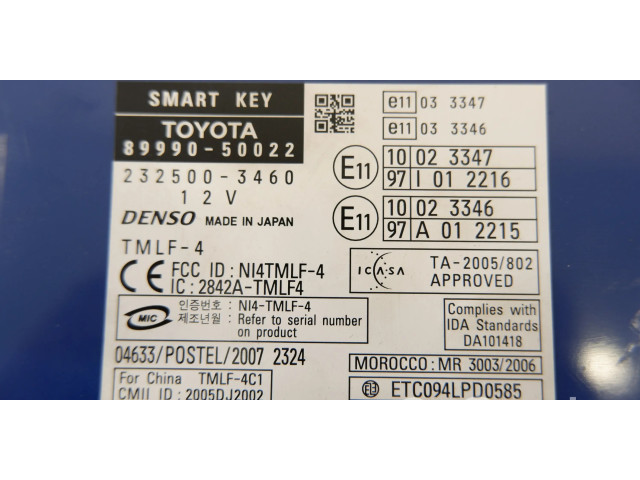 SMART KEY
TOYOTA
89990-50022
232500-3460
12V
DENSO MADE IN JAPAN
TMLF-4
CE FCC ID : NI4TMLF-4
IC : 2842A-TMLF4
MIC
인증번호 : NI4-TMLF-4
제조년월 : Refer to serial number
on product
04633/POSTEL/2007 2324
For China TMLF-4C1
CMII ID : 2005DJ2002
e11 03 3347
e11 03 3346
E11
10 02 3347
97 I 01 2216
E11
10 02 3346
97 A 01 2215
ICASA
TA-2005/802
APPROVED
Complies with
IDA Standards
DA101418
MOROCCO : MR 3003/2006
ETC094LPD0585